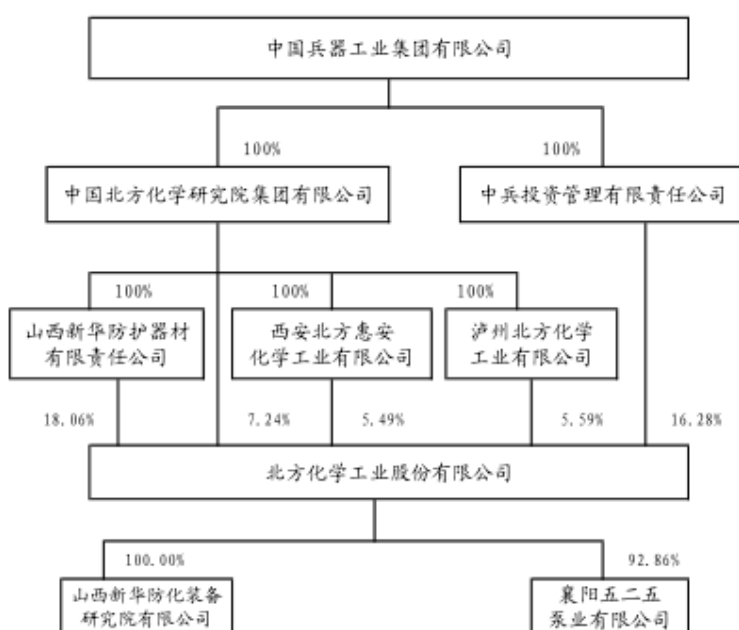 中国兵器工业集团有限公司
100%
100%
中国北方化学研究院集团有限公司
中兵投资管理有限责任公司
100%
100%
100%
山西新华防护器材
有限责任公司
西安北方惠安
化学工业有限公司
泸州北方化学
工业有限公司
18.06%
7.24%
5.49%
5.59%
16.28%
北方化学工业股份有限公司
100.00%
92.86%
山西新华防化装备
研究院有限公司
襄阳五二五
泵业有限公司